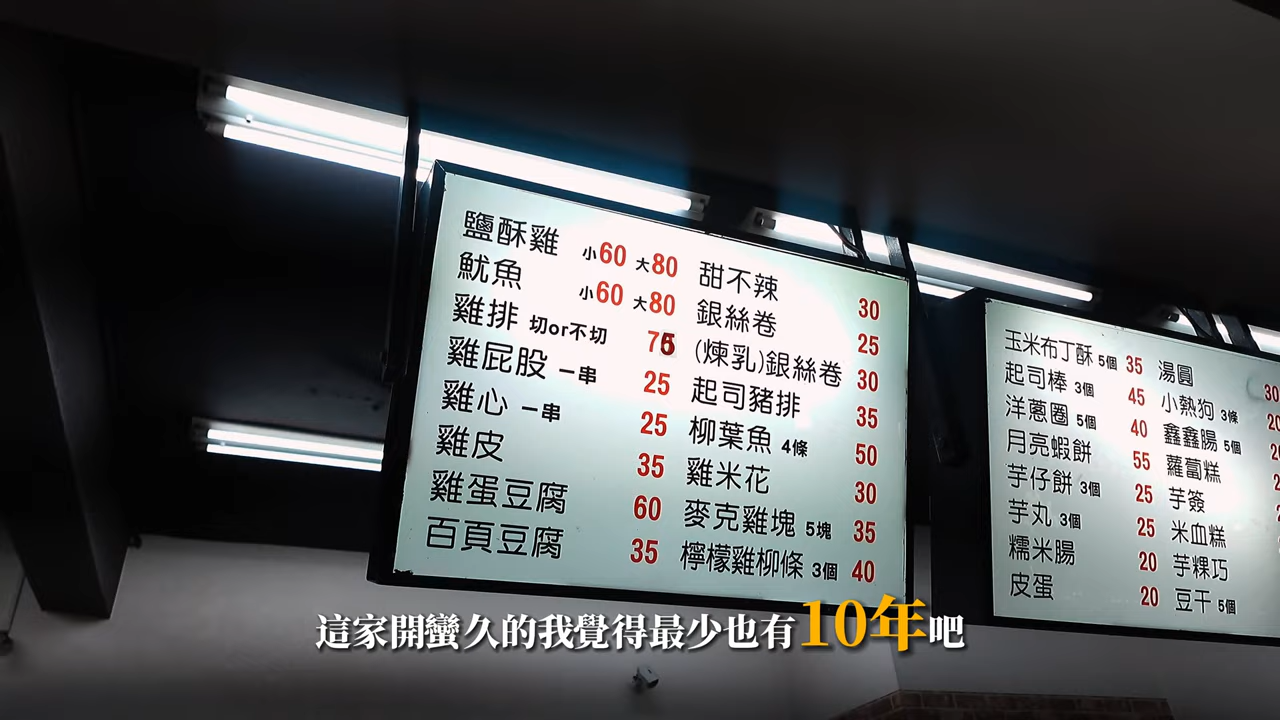 鹽酥雞 小60 大80
魷魚 小60 大80
雞排 切or不切 75
雞屁股 一串 25
雞心 一串 25
雞皮 35
雞蛋豆腐 60
百頁豆腐 35
甜不辣 30
銀絲卷 25
(煉乳)銀絲卷 30
起司豬排 35
柳葉魚 4條 50
雞米花 30
麥克雞塊 5塊 35
檸檬雞柳條 3個 40
玉米布丁酥 5個 35
起司棒 3個 45
洋蔥圈 5個 40
月亮蝦餅 55
芋仔餅 3個 25
芋丸 3個 25
糯米腸 20
皮蛋 20
湯圓 30
小熱狗 3條
鑫鑫腸 5個
蘿蔔糕
芋簽
米血糕
芋粿巧
豆干 5個
這家開蠻久的我覺得最少也有10年吧